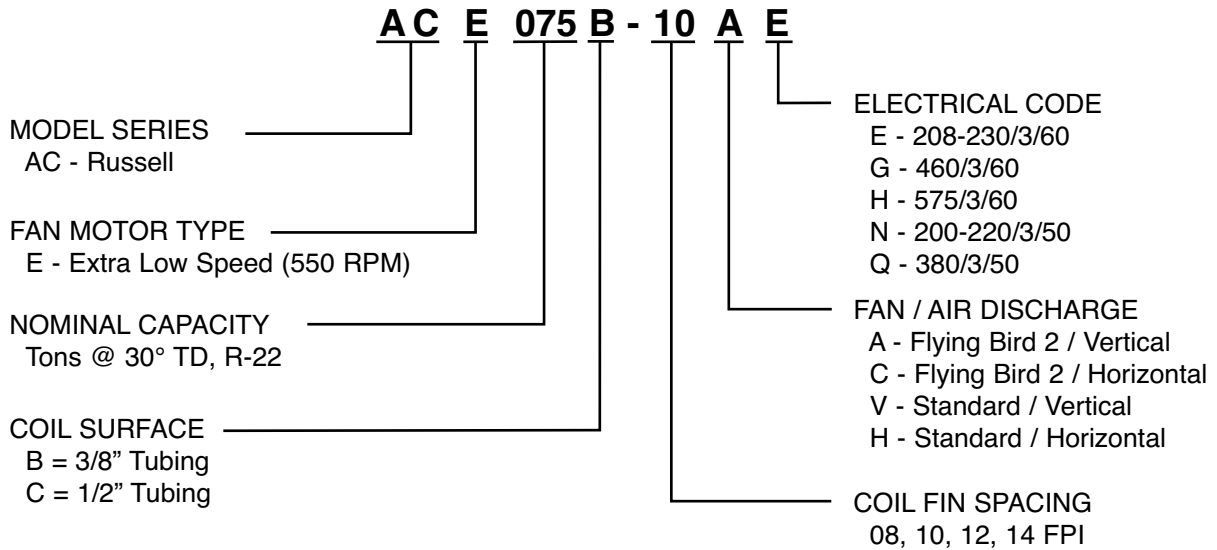 AC E 075 B - 10 A E
MODEL SERIES
AC - Russell
FAN MOTOR TYPE
E - Extra Low Speed (550 RPM)
NOMINAL CAPACITY
Tons @ 30° TD, R-22
COIL SURFACE
B = 3/8” Tubing
C = 1/2” Tubing
ELECTRICAL CODE
E - 208-230/3/60
G - 460/3/60
H - 575/3/60
N - 200-220/3/50
Q - 380/3/50
FAN / AIR DISCHARGE
A - Flying Bird 2 / Vertical
C - Flying Bird 2 / Horizontal
V - Standard / Vertical
H - Standard / Horizontal
COIL FIN SPACING
08, 10, 12, 14 FPI